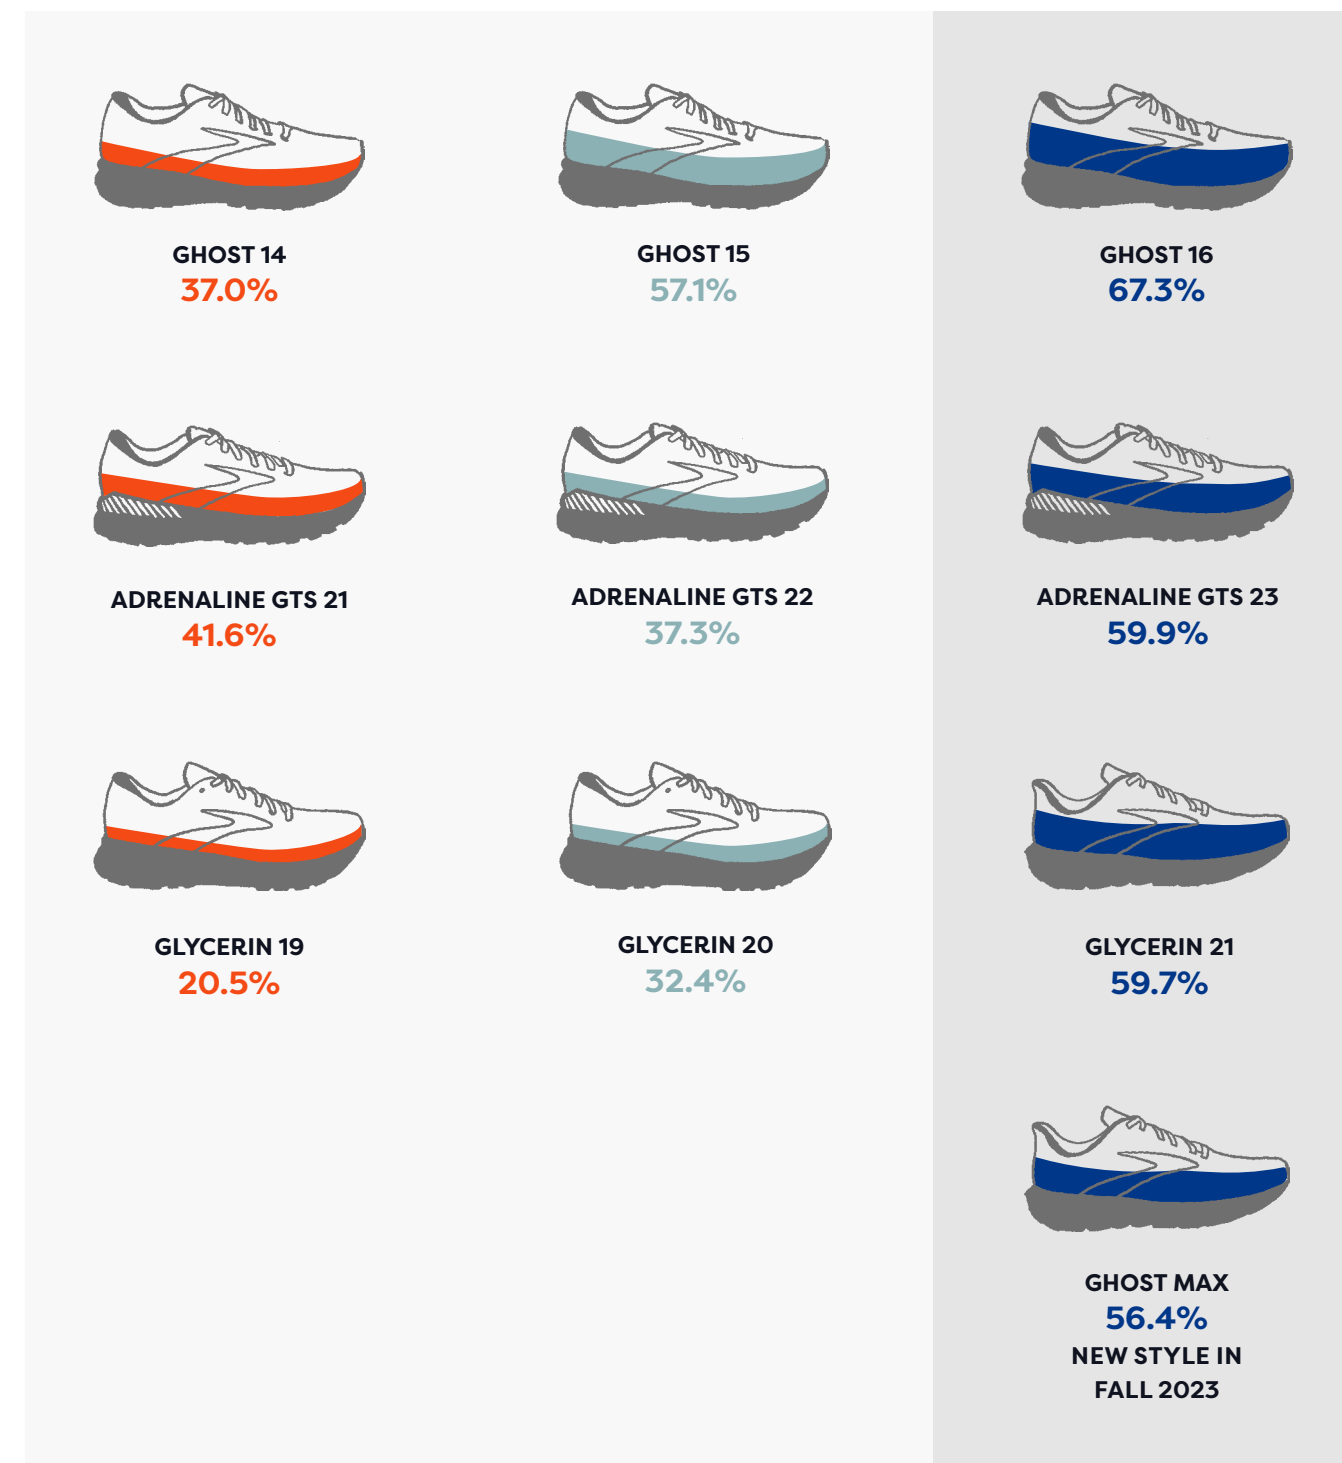 GHOST 14
37.0%
GHOST 15
57.1%
GHOST 16
67.3%
ADRENALINE GTS 21
41.6%
ADRENALINE GTS 22
37.3%
ADRENALINE GTS 23
59.9%
GLYCERIN 19
20.5%
GLYCERIN 20
32.4%
GLYCERIN 21
59.7%
GHOST MAX
56.4%
NEW STYLE IN
FALL 2023